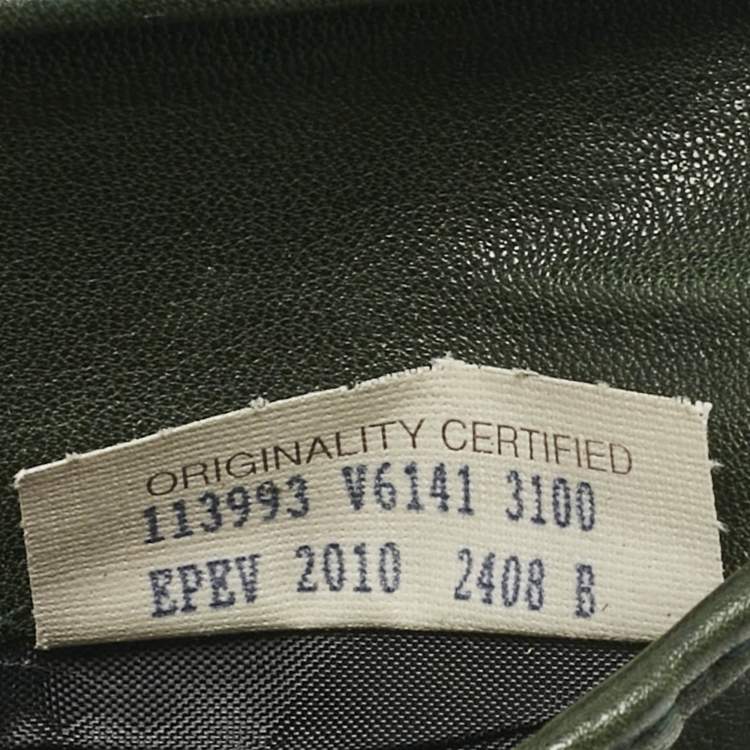 ORIGINALITY CERTIFIED
113993 V6141 3100
EPEV 2010 2408 B